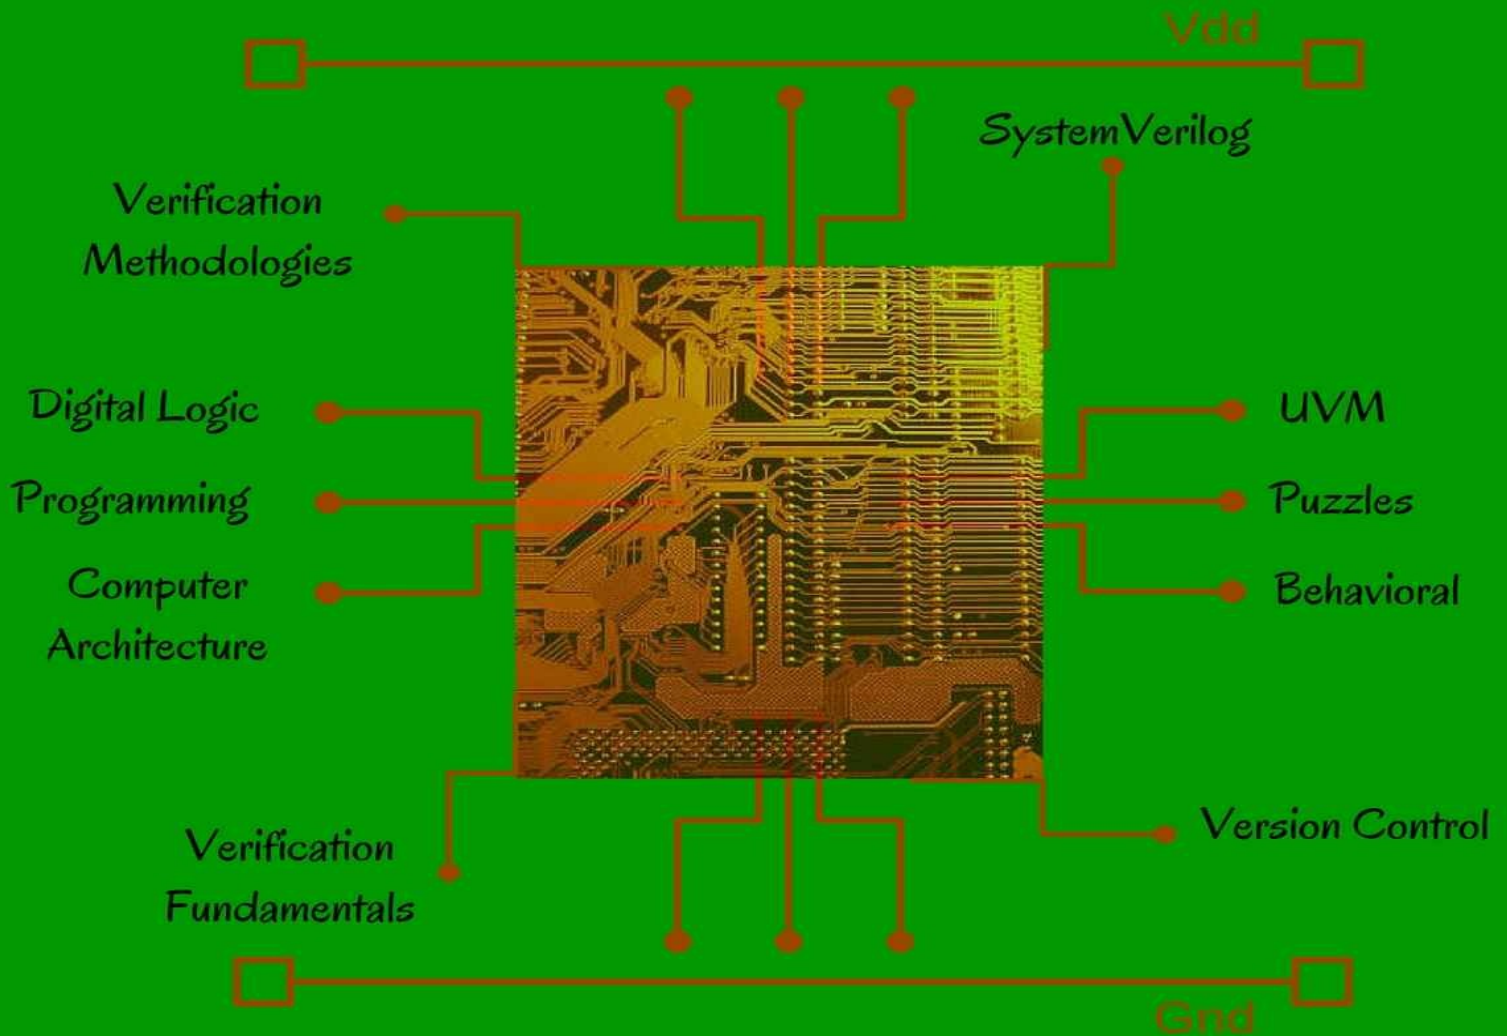 Vdd
SystemVerilog
Verification
Methodologies
Digital Logic
Programming
Computer
Architecture
UVM
Puzzles
Behavioral
Verification
Fundamentals
Version Control
Gnd